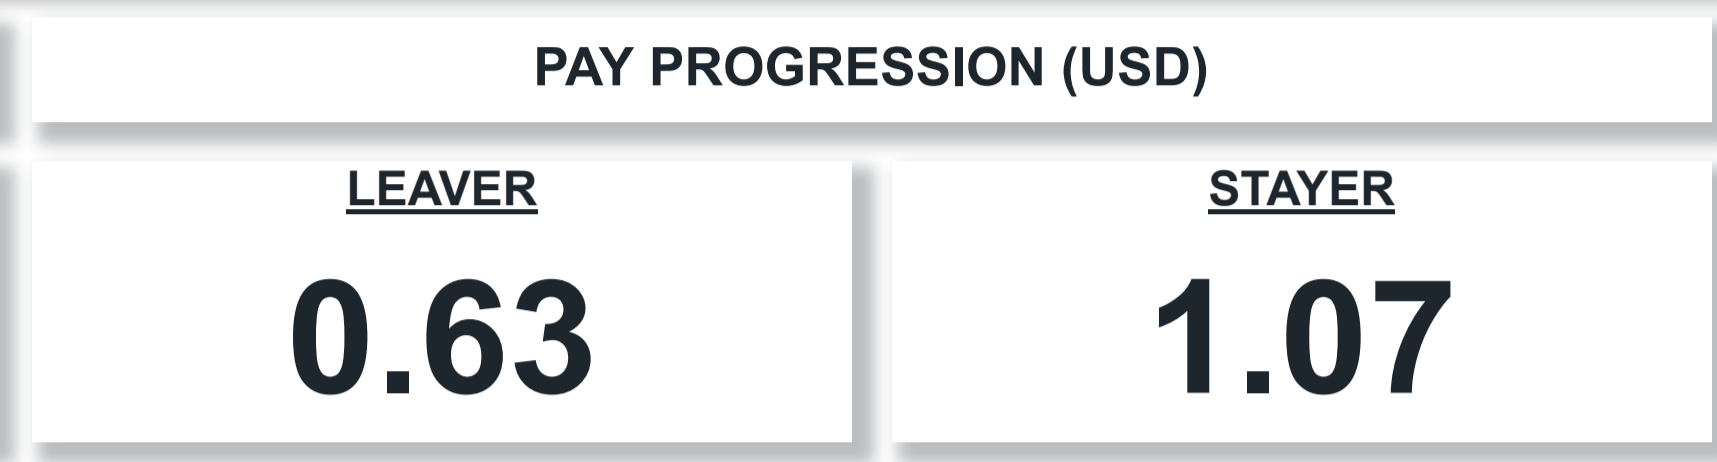 PAY PROGRESSION (USD)
LEAVER
STAYER
0.63
1.07